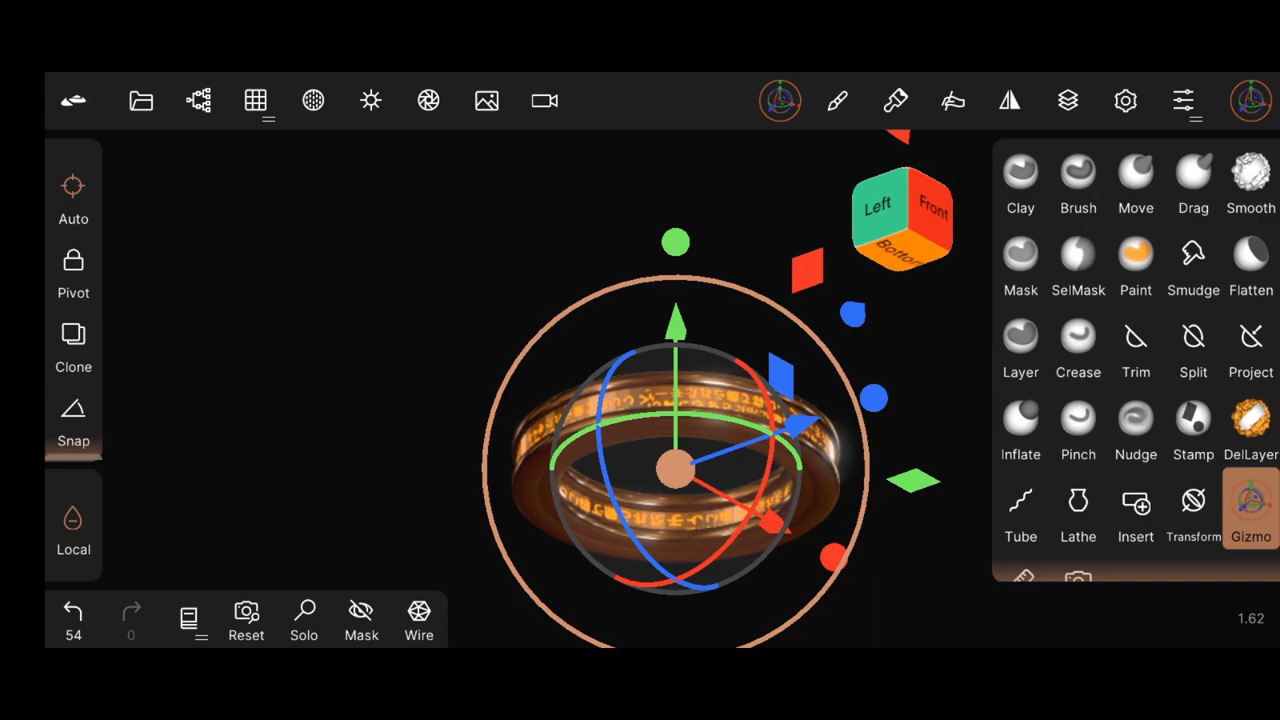 Left
Front
Bottom
Auto
Pivot
Clone
Snap
Local
54
0
Reset
Solo
Mask
Wire
Clay
Brush
Move
Drag
Smooth
Mask
SelMask
Paint
Smudge
Flatten
Layer
Crease
Trim
Split
Project
Inflate
Pinch
Nudge
Stamp
DelLayer
Tube
Lathe
Insert
Transform
Gizmo
1.62